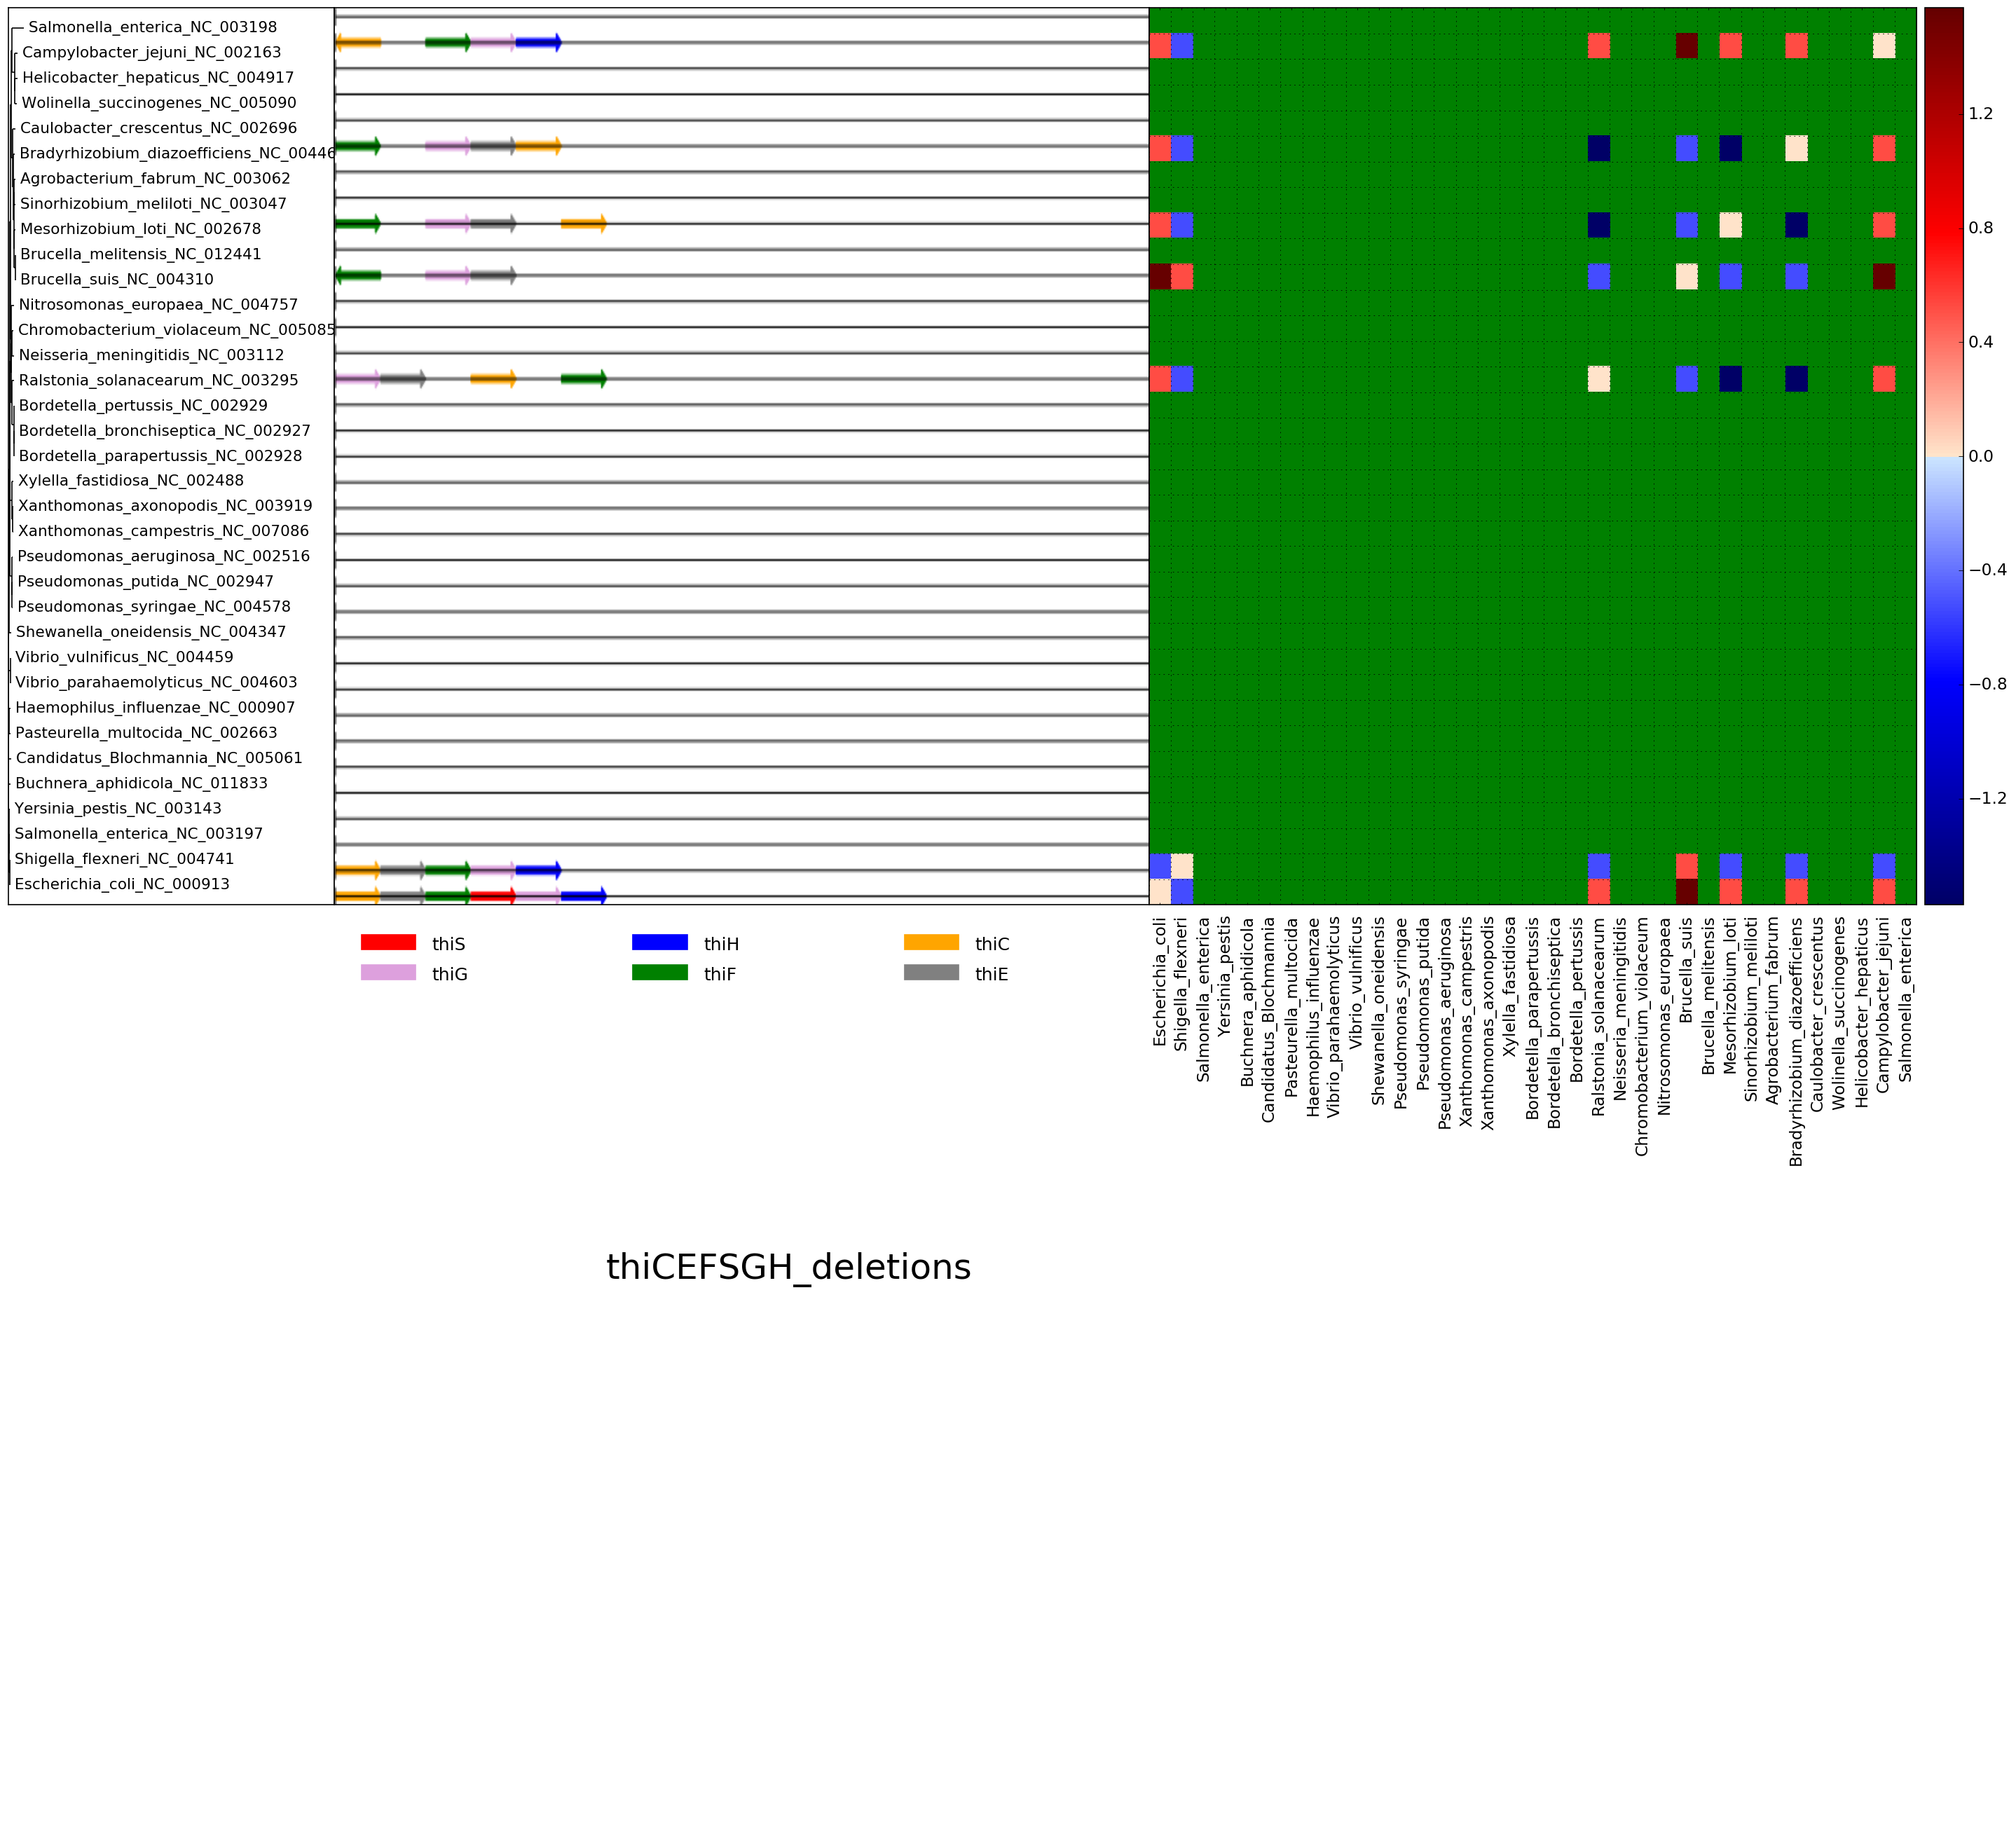 Salmonella_enterica_NC_003198
Campylobacter_jejuni_NC_002163
Helicobacter_hepaticus_NC_004917
Wolinella_succinogenes_NC_005090
Caulobacter_crescentus_NC_002696
Bradyrhizobium_diazoefficiens_NC_00446
Agrobacterium_fabrum_NC_003062
Sinorhizobium_meliloti_NC_003047
Mesorhizobium_loti_NC_002678
Brucella_melitensis_NC_012441
Brucella_suis_NC_004310
Nitrosomonas_europaea_NC_004757
Chromobacterium_violaceum_NC_005085
Neisseria_meningitidis_NC_003112
Ralstonia_solanacearum_NC_003295
Bordetella_pertussis_NC_002929
Bordetella_bronchiseptica_NC_002927
Bordetella_parapertussis_NC_002928
Xylella_fastidiosa_NC_002488
Xanthomonas_axonopodis_NC_003919
Xanthomonas_campestris_NC_007086
Pseudomonas_aeruginosa_NC_002516
Pseudomonas_putida_NC_002947
Pseudomonas_syringae_NC_004578
Shewanella_oneidensis_NC_004347
Vibrio_vulnificus_NC_004459
Vibrio_parahaemolyticus_NC_004603
Haemophilus_influenzae_NC_000907
Pasteurella_multocida_NC_002663
Candidatus_Blochmannia_NC_005061
Buchnera_aphidicola_NC_011833
Yersinia_pestis_NC_003143
Salmonella_enterica_NC_003197
Shigella_flexneri_NC_004741
Escherichia_coli_NC_000913
1.2
0.8
0.4
0.0
−0.4
−0.8
−1.2
thiS
thiH
thiC
thiG
thiF
thiE
Escherichia_coli
Shigella_flexneri
Salmonella_enterica
Yersinia_pestis
Buchnera_aphidicola
Candidatus_Blochmannia
Pasteurella_multocida
Haemophilus_influenzae
Vibrio_parahaemolyticus
Vibrio_vulnificus
Shewanella_oneidensis
Pseudomonas_syringae
Pseudomonas_putida
Pseudomonas_aeruginosa
Xanthomonas_campestris
Xanthomonas_axonopodis
Xylella_fastidiosa
Bordetella_parapertussis
Bordetella_bronchiseptica
Bordetella_pertussis
Ralstonia_solanacearum
Neisseria_meningitidis
Chromobacterium_violaceum
Nitrosomonas_europaea
Brucella_suis
Brucella_melitensis
Mesorhizobium_loti
Sinorhizobium_meliloti
Agrobacterium_fabrum
Bradyrhizobium_diazoefficiens
Caulobacter_crescentus
Wolinella_succinogenes
Helicobacter_hepaticus
Campylobacter_jejuni
Salmonella_enterica
thiCEFSGH_deletions